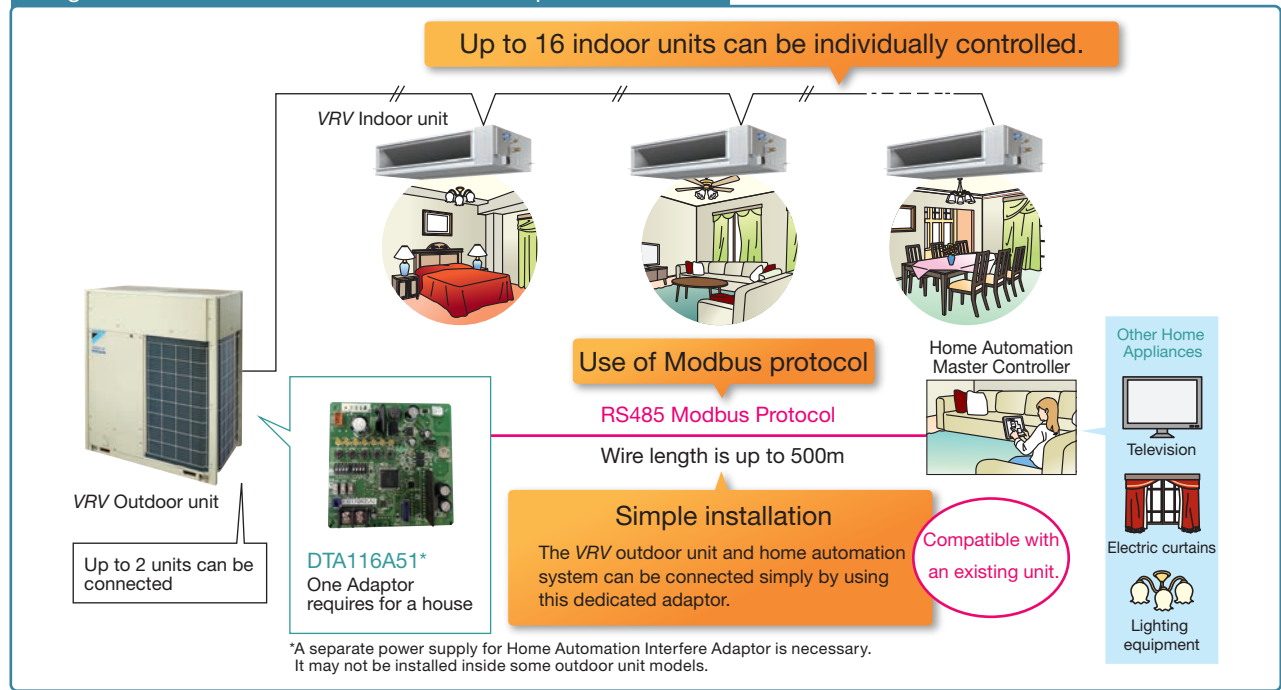 Up to 16 indoor units can be individually controlled.
VRV Indoor unit
Use of Modbus protocol
Home Automation
Master Controller
Other Home
Appliances
RS485 Modbus Protocol
Wire length is up to 500m
Television
VRV Outdoor unit
Up to 2 units can be
connected
DTA116A51*
One Adaptor
requires for a house
Simple installation
The VRV outdoor unit and home automation
system can be connected simply by using
this dedicated adaptor.
Compatible with
an existing unit.
Electric curtains
Lighting
equipment
*A separate power supply for Home Automation Interfere Adaptor is necessary.
It may not be installed inside some outdoor unit models.